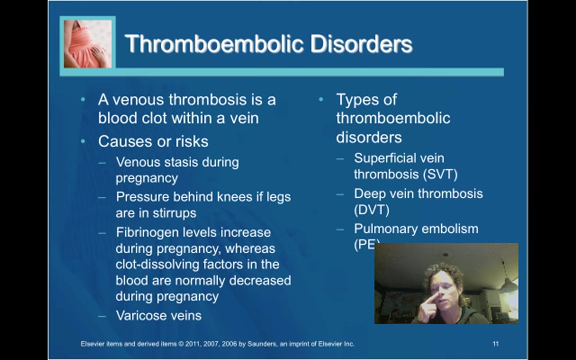 Thromboembolic Disorders
• A venous thrombosis is a
blood clot within a vein
• Causes or risks
– Venous stasis during
pregnancy
– Pressure behind knees if legs
are in stirrups
– Fibrinogen levels increase
during pregnancy, whereas
clot-dissolving factors in the
blood are normally decreased
during pregnancy
– Varicose veins
• Types of
thromboembolic
disorders
– Superficial vein
thrombosis (SVT)
– Deep vein thrombosis
(DVT)
– Pulmonary embolism
(PE)
Elsevier items and derived items © 2011, 2007, 2006 by Saunders, an imprint of Elsevier Inc.
11